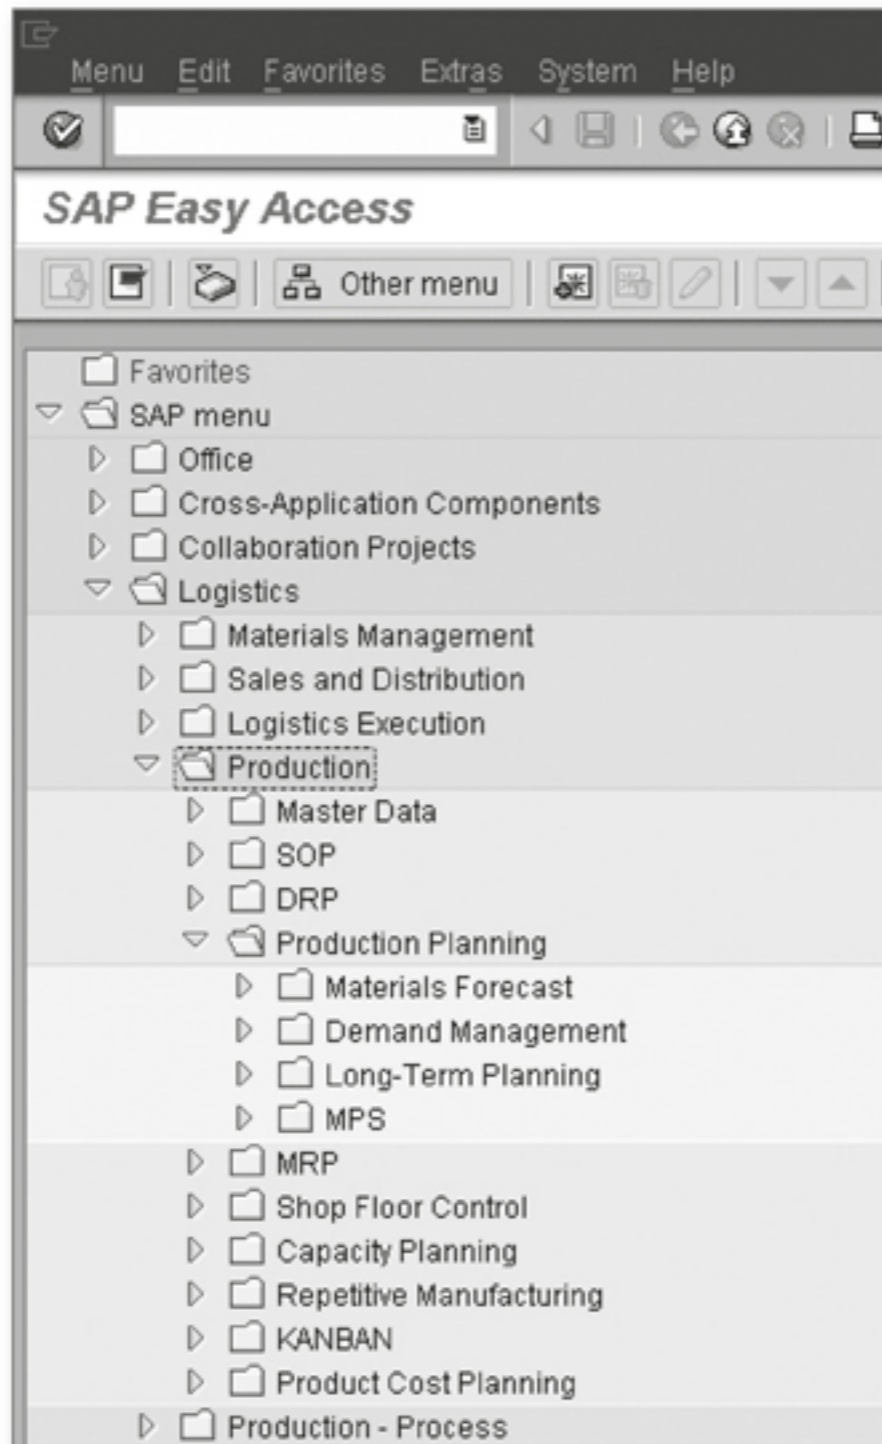 Menu Edit Favorites Extras System Help
SAP Easy Access
Other menu
Favorites
SAP menu
Office
Cross-Application Components
Collaboration Projects
Logistics
Materials Management
Sales and Distribution
Logistics Execution
Production
Master Data
SOP
DRP
Production Planning
Materials Forecast
Demand Management
Long-Term Planning
MPS
MRP
Shop Floor Control
Capacity Planning
Repetitive Manufacturing
KANBAN
Product Cost Planning
Production - Process